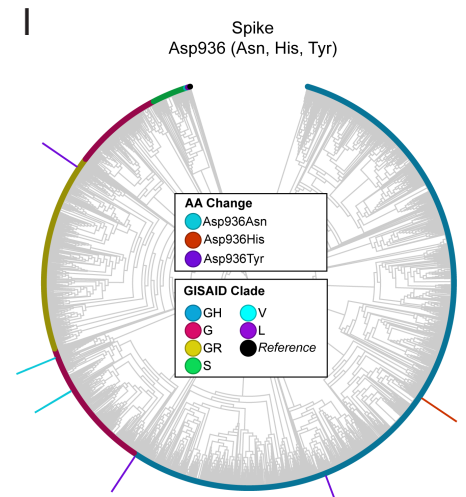 I
Spike
Asp936 (Asn, His, Tyr)
AA Change
Asp936Asn
Asp936His
Asp936Tyr
GISAID Clade
GH V
G L
GR Reference
S